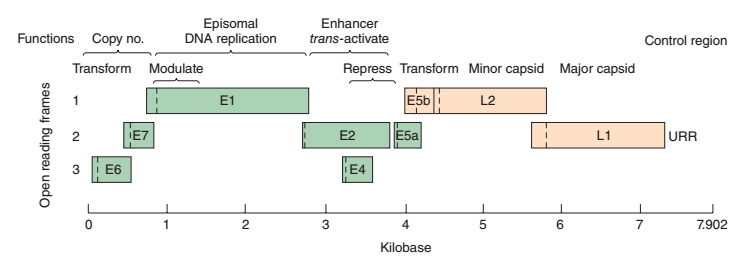 Episomal Enhancer
Functions Copy no. DNA replication trans-activate Control region
Transform Modulate Repress Transform Minor capsid Major capsid
Open reading frames
1 E1 E5b L2
2 E7 E2 E5a L1 URR
3 E6 E4
0 1 2 3 4 5 6 7 7.902
Kilobase